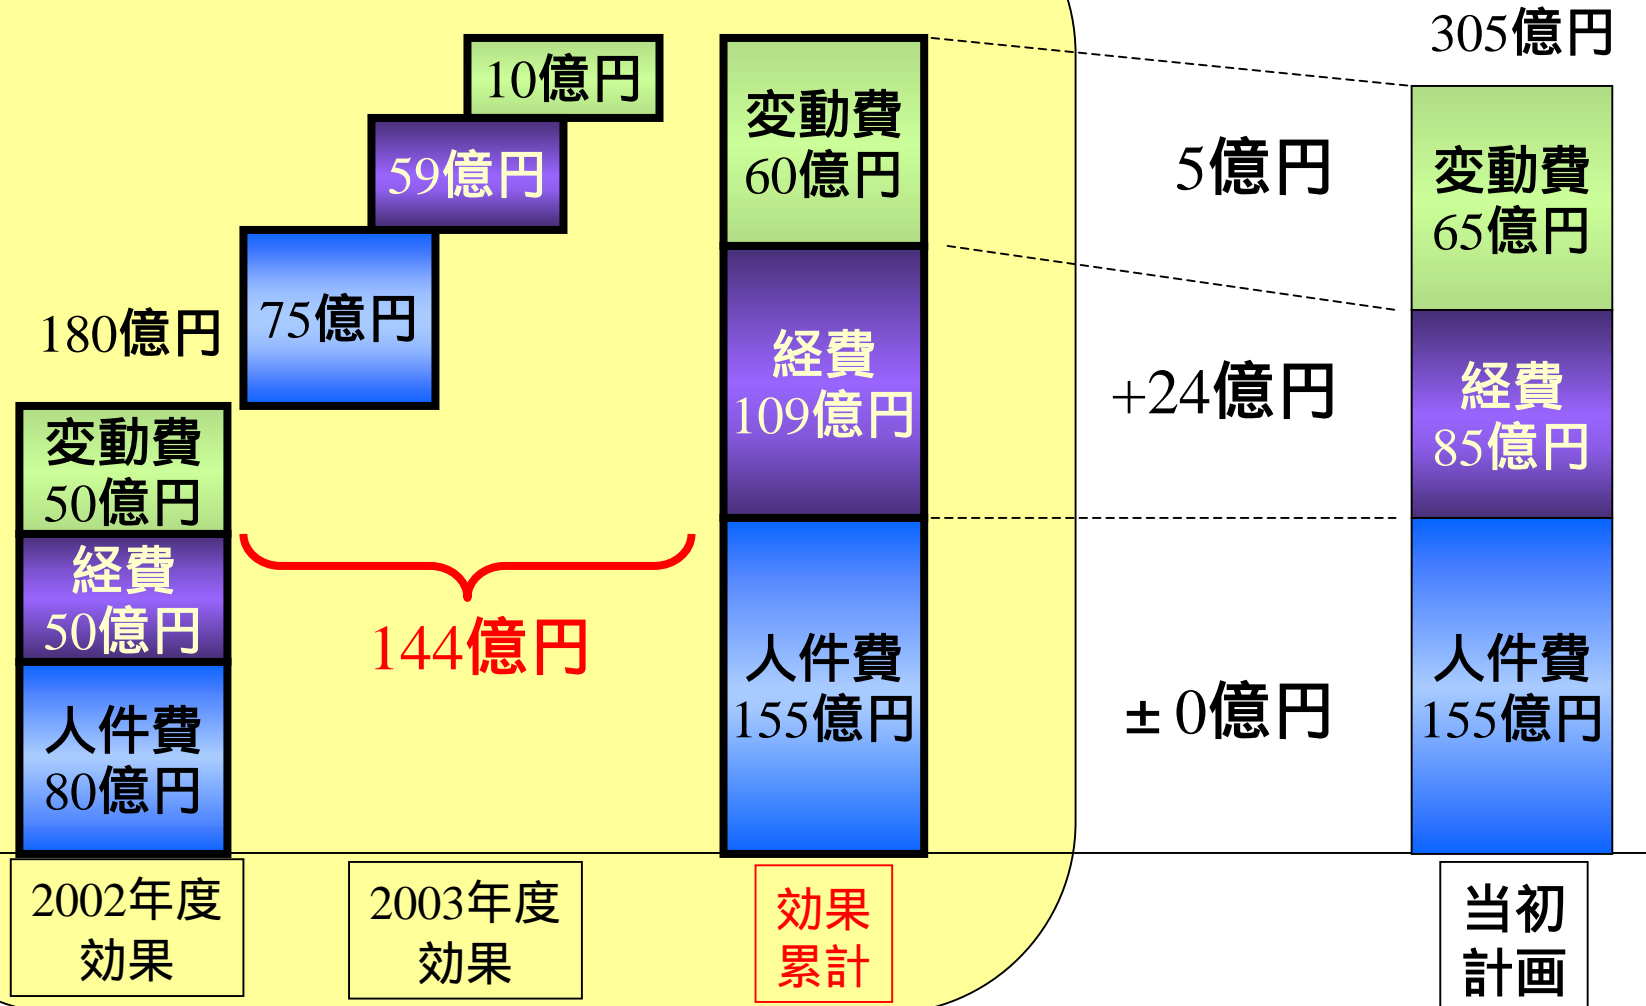 305億円
10億円
59億円
75億円
180億円
変動費
50億円
経費
50億円
人件費
80億円
144億円
変動費
60億円
経費
109億円
人件費
155億円
5億円
+24億円
±0億円
変動費
65億円
経費
85億円
人件費
155億円
2002年度
効果
2003年度
効果
効果
累計
当初
計画